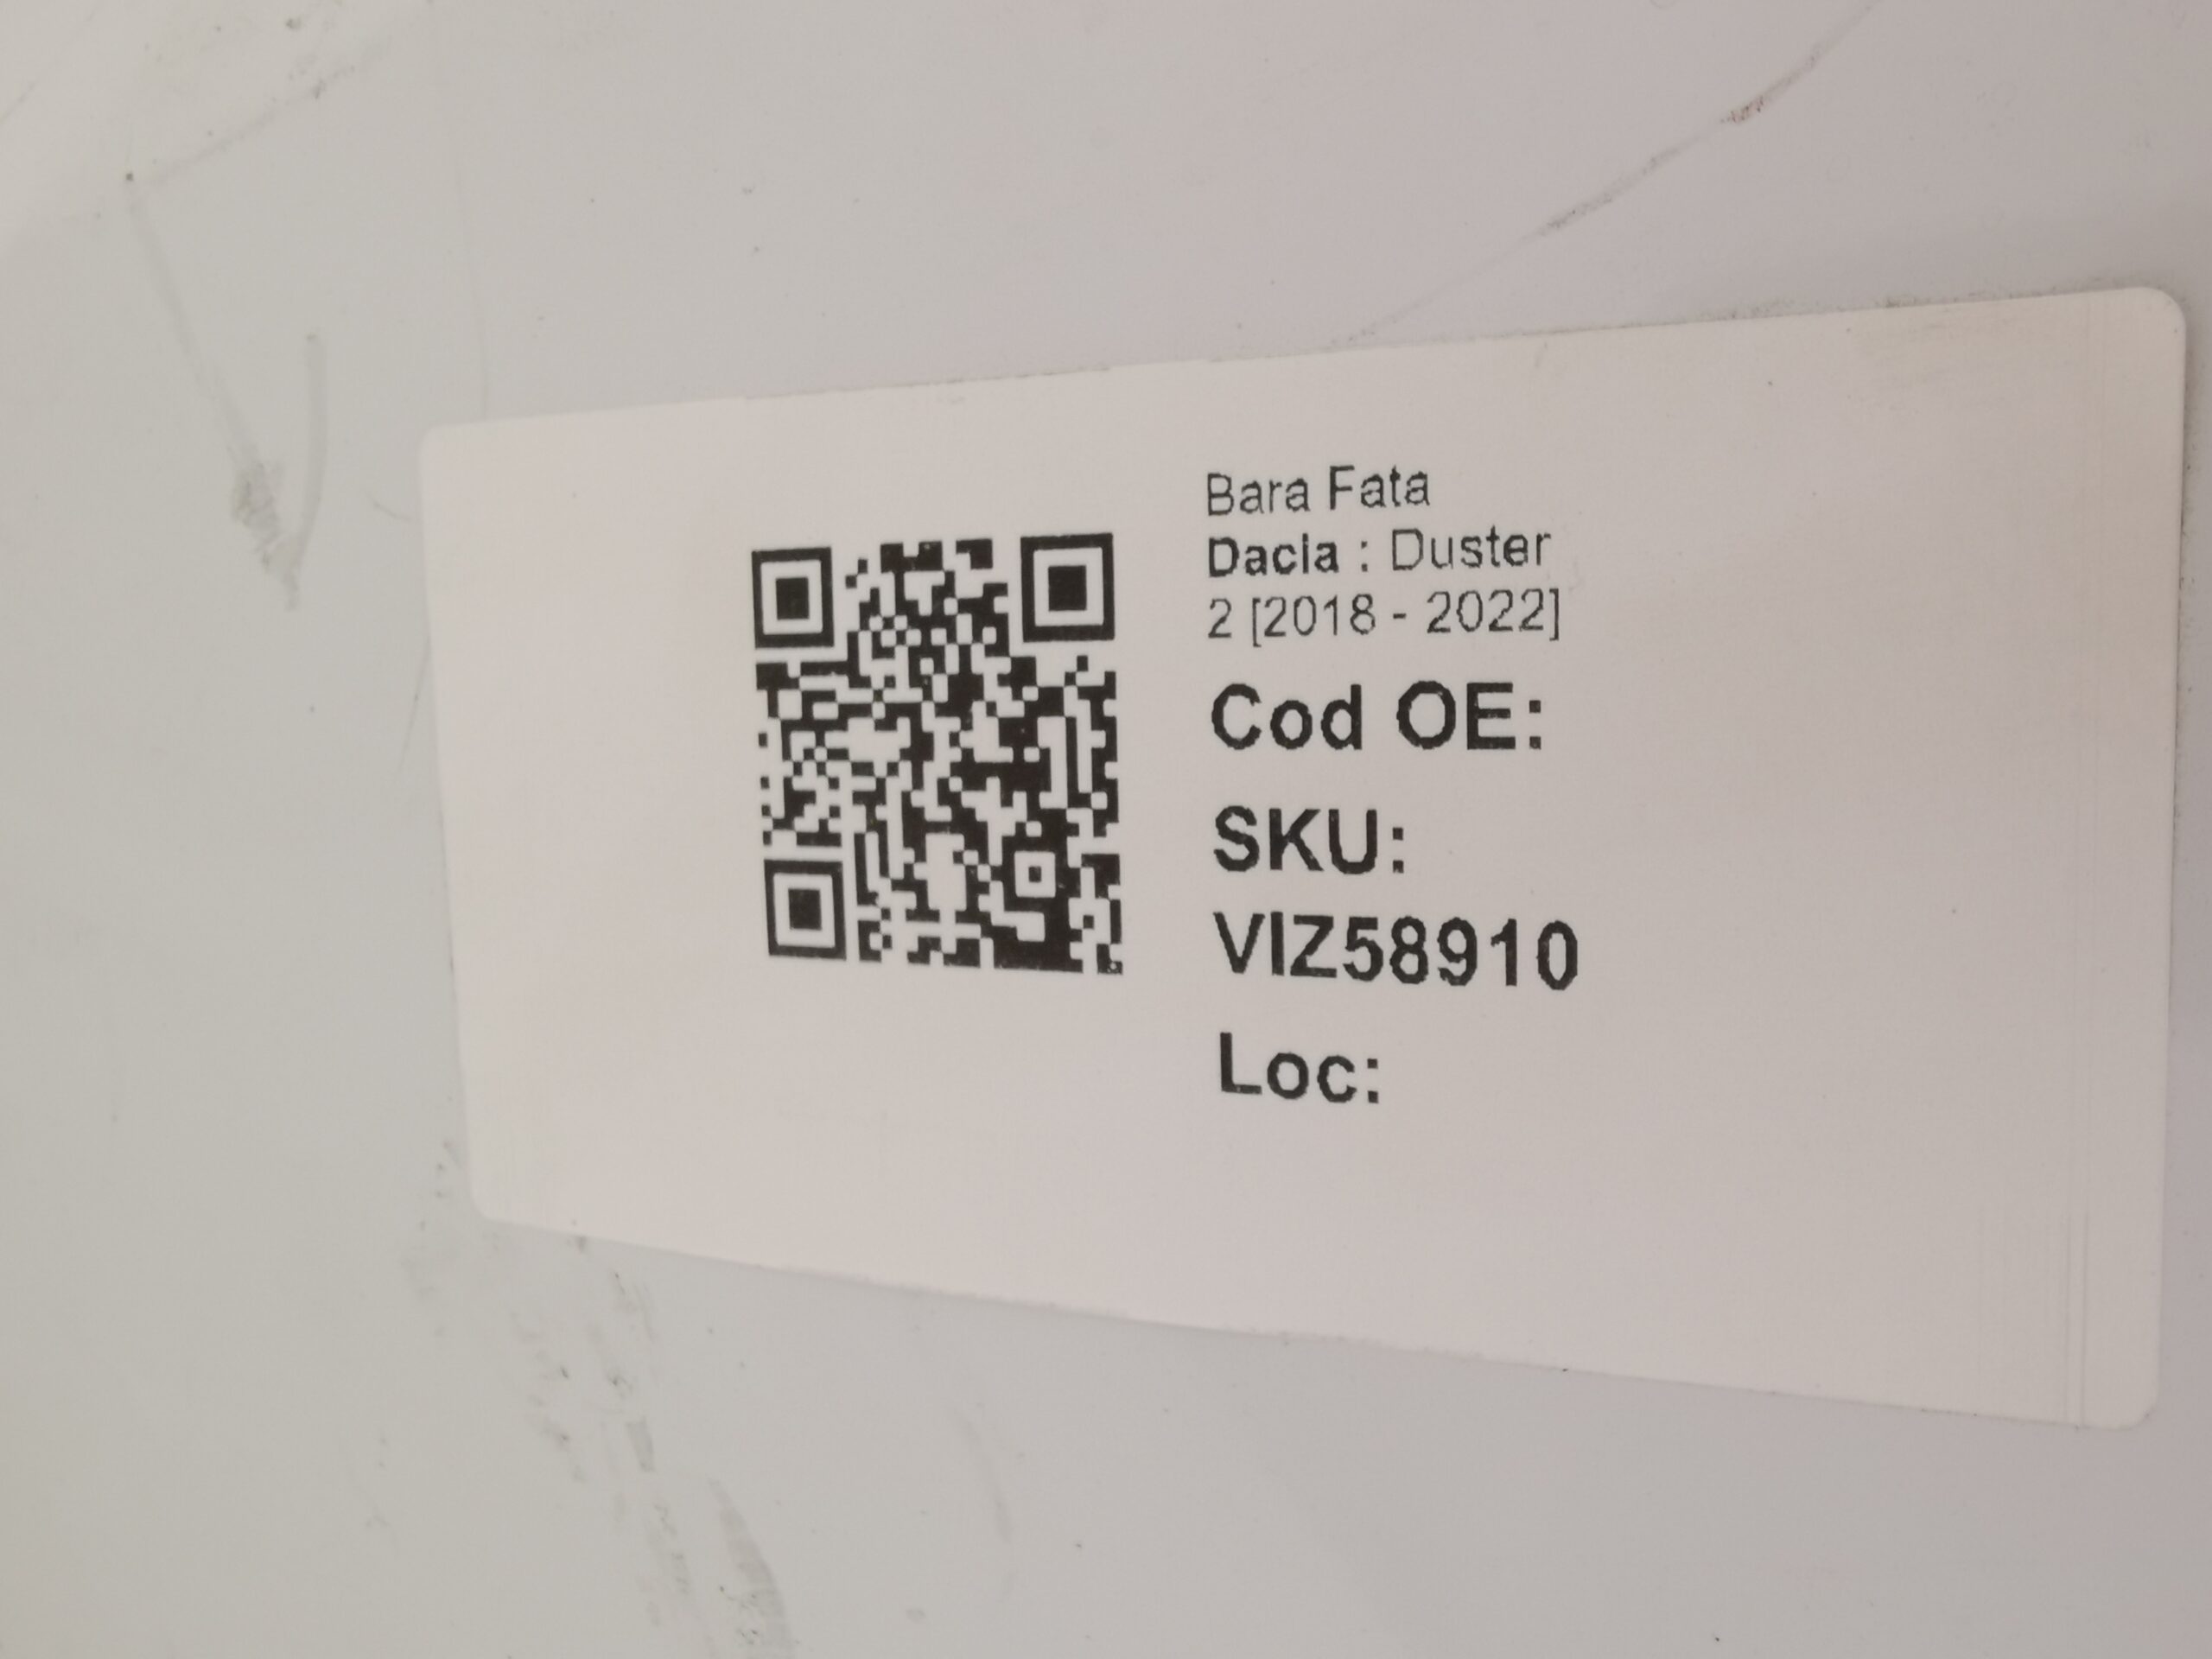 Bara Fata
Dacia : Duster
2 [2018 - 2022]
Cod OE:
SKU:
VIZ58910
Loc: